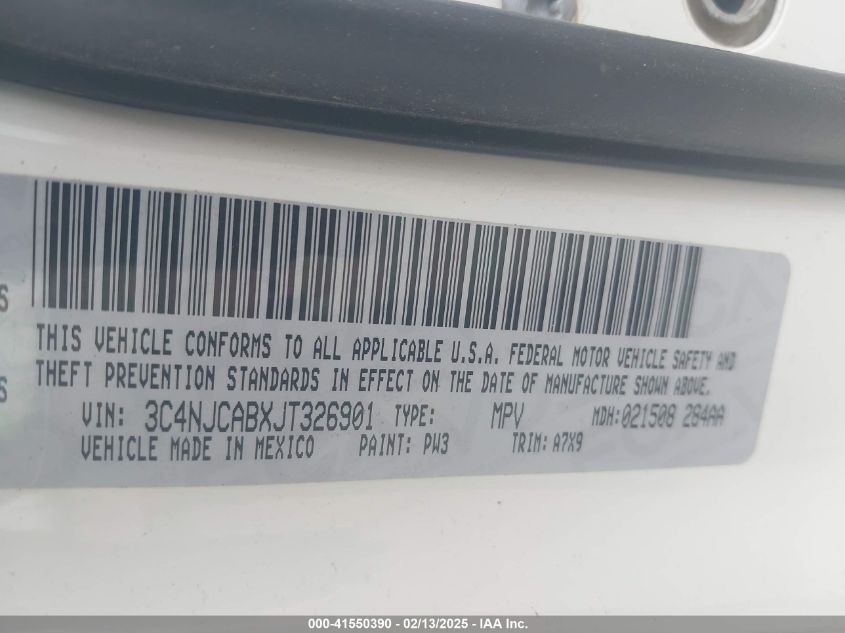 S
THIS VEHICLE CONFORMS TO ALL APPLICABLE U.S.A. FEDERAL MOTOR VEHICLE SAFETY AND
S THEFT PREVENTION STANDARDS IN EFFECT ON THE DATE OF MANUFACTURE SHOWN ABOVE.
VIN: 3C4NJCABXJT326901 TYPE: MPV MDH:021508 284AA
VEHICLE MADE IN MEXICO PAINT: PW3 TRIM: A7X9
000-41550390 - 02/13/2025 - IAA Inc.